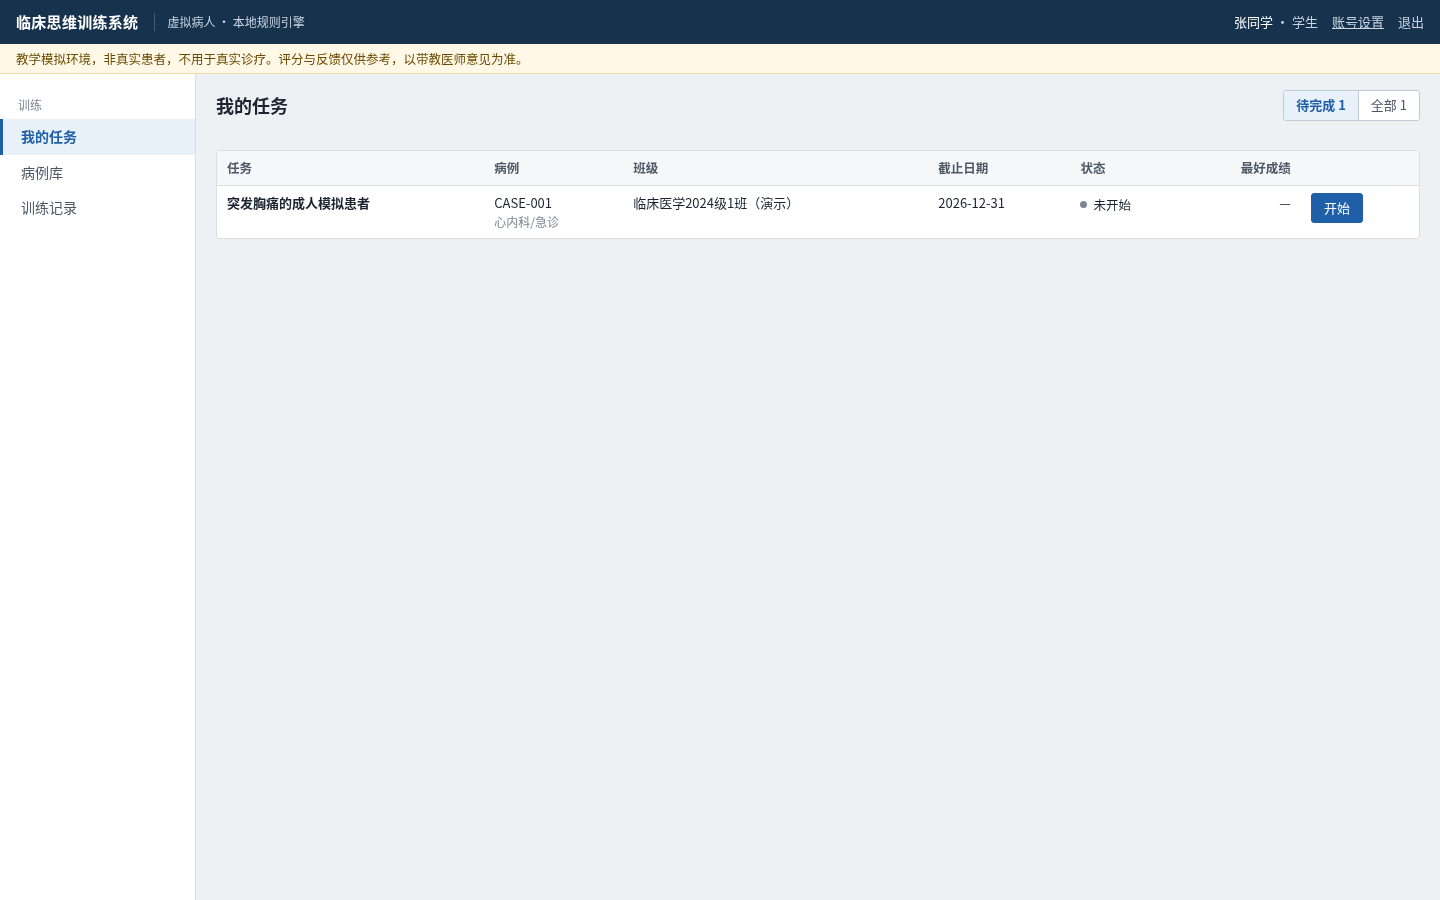 临床思维训练系统 虚拟病人 · 本地规则引擎 张同学 · 学生 账号设置 退出
教学模拟环境，非真实患者，不用于真实诊疗。评分与反馈仅供参考，以带教医师意见为准。
训练
我的任务
病例库
训练记录
我的任务 待完成 1 全部 1
任务 病例 班级 截止日期 状态 最好成绩
突发胸痛的成人模拟患者 CASE-001 临床医学2024级1班（演示） 2026-12-31 未开始 — 开始
心内科/急诊